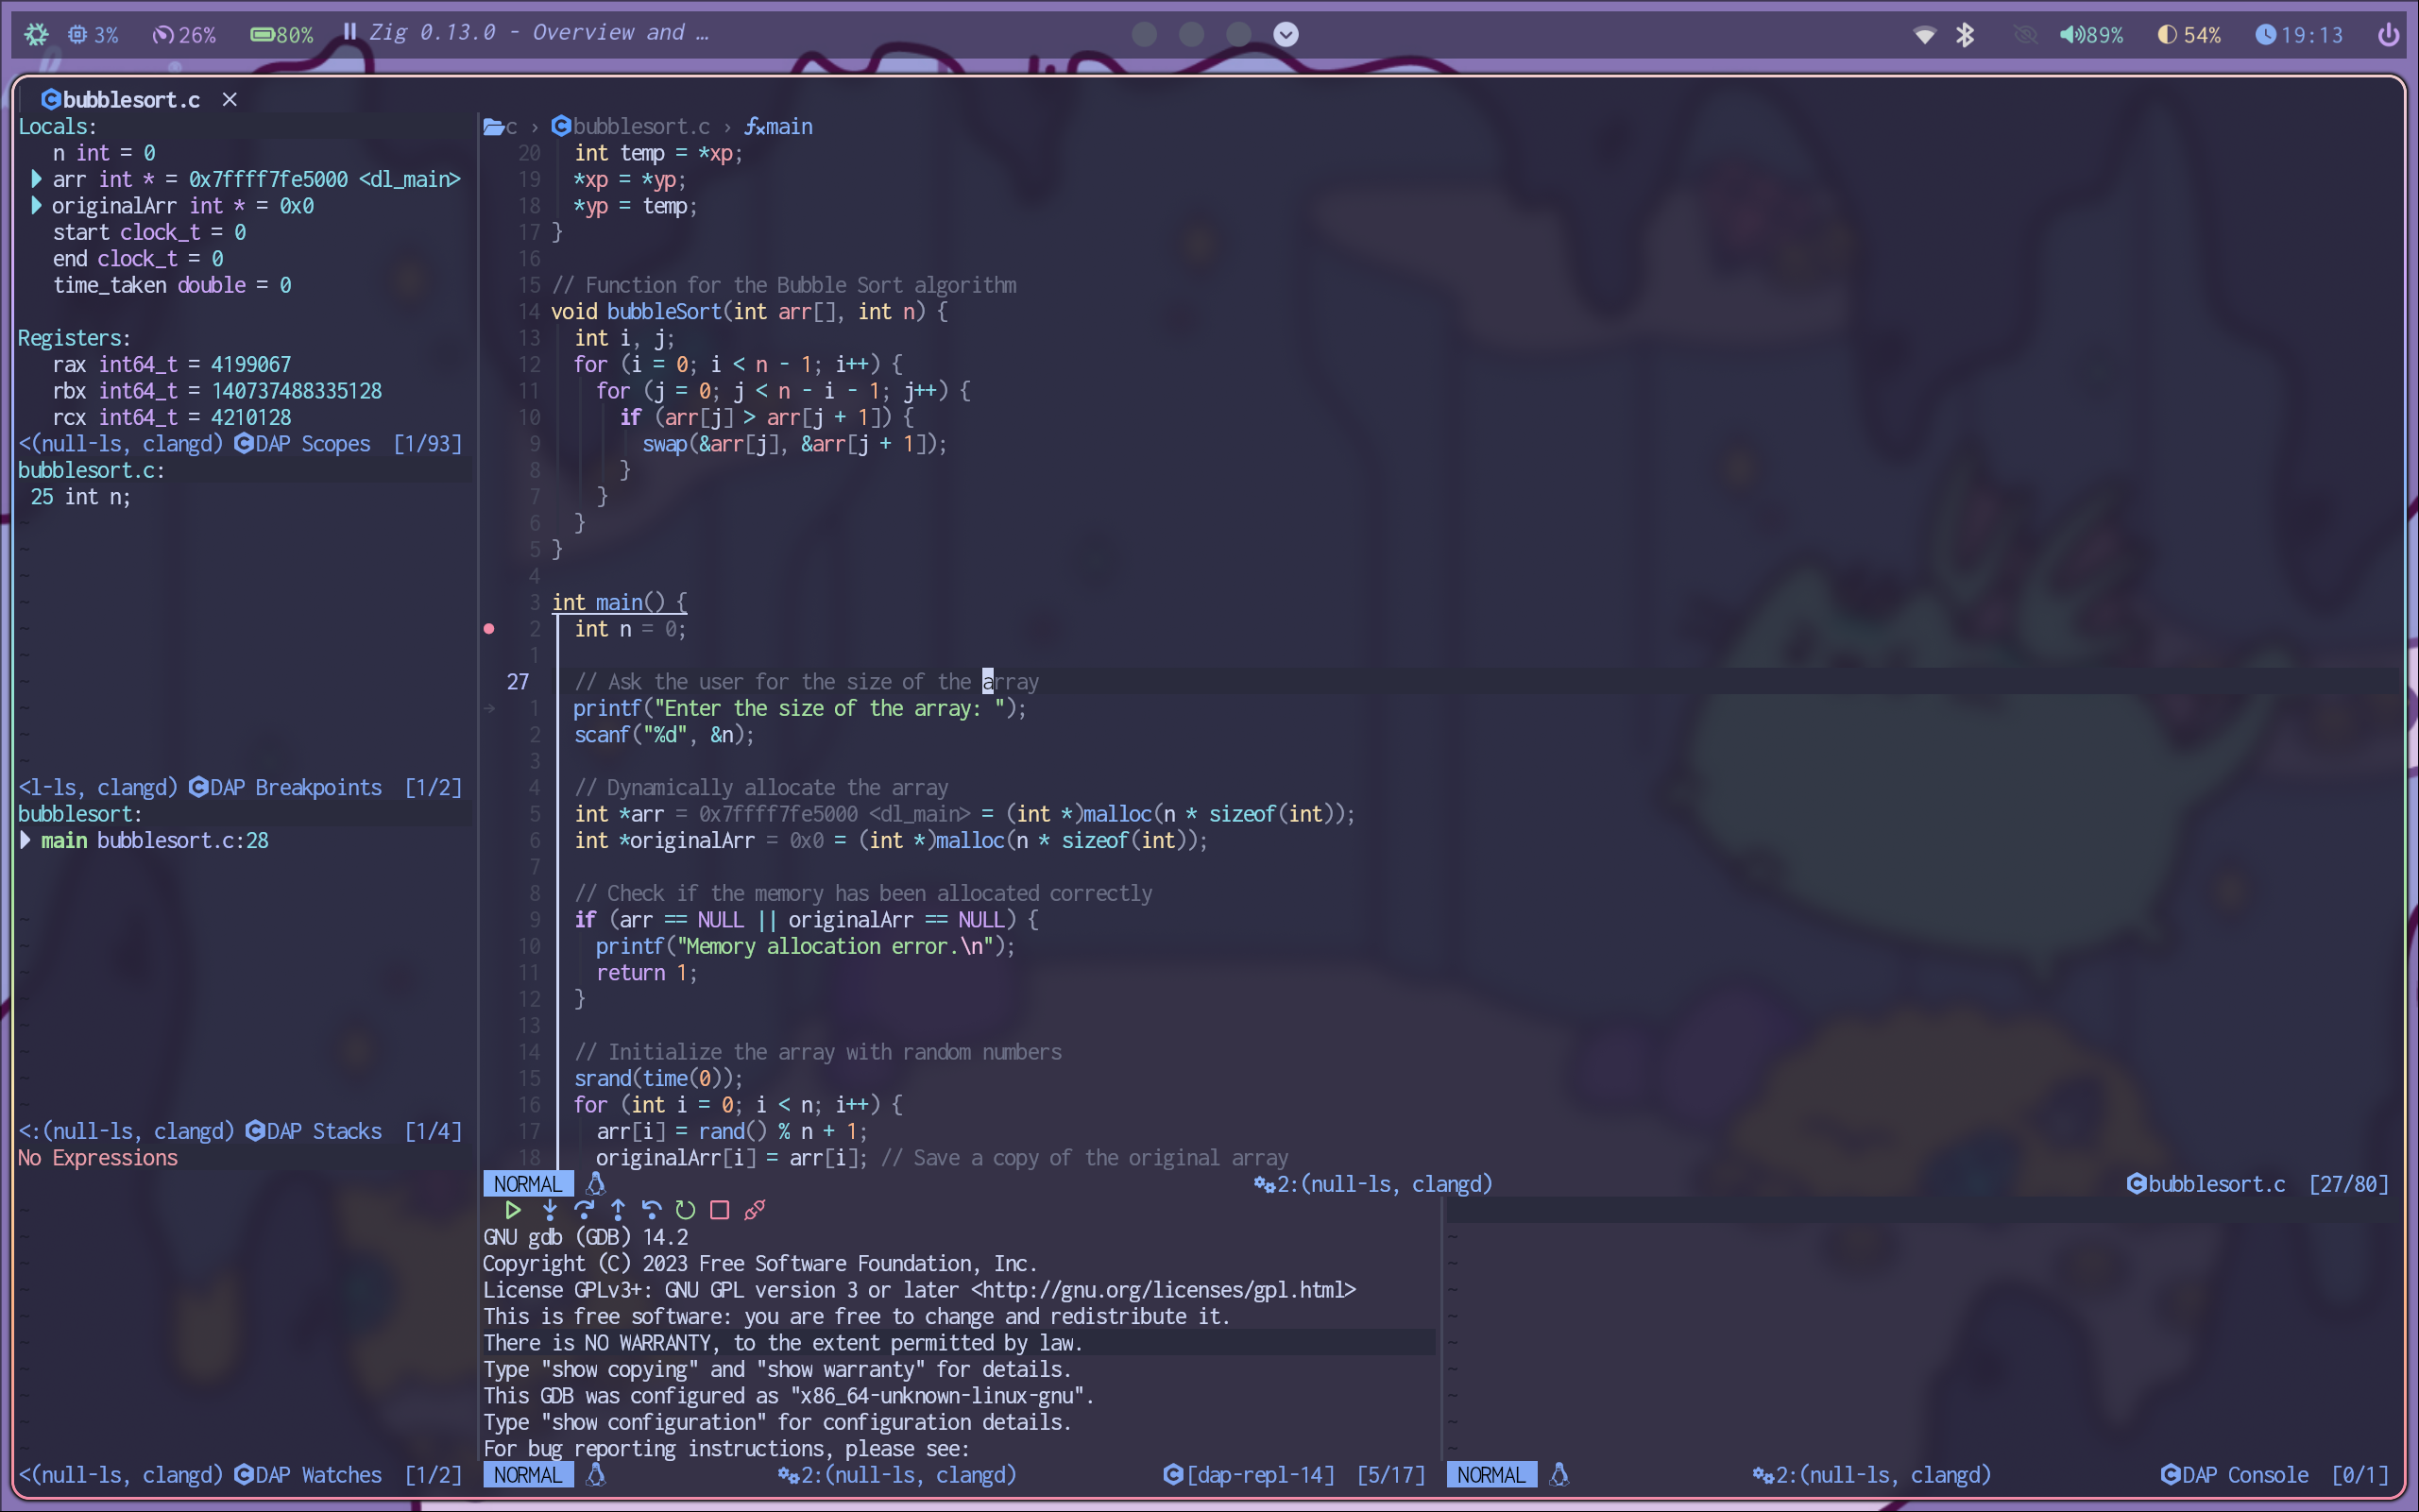 3% 26% 80% Zig 0.13.0 - Overview and …
89% 54% 19:13
bubblesort.c ×
Locals:
n int = 0
arr int * = 0x7ffff7fe5000 <dl_main>
originalArr int * = 0x0
start clock_t = 0
end clock_t = 0
time_taken double = 0
Registers:
rax int64_t = 4199067
rbx int64_t = 140737488335128
rcx int64_t = 4210128
<(null-ls, clangd) DAP Scopes [1/93]
bubblesort.c:
25 int n;
<l-ls, clangd) DAP Breakpoints [1/2]
bubblesort:
main bubblesort.c:28
<:(null-ls, clangd) DAP Stacks [1/4]
No Expressions
<(null-ls, clangd) DAP Watches [1/2]
c › bubblesort.c › main
20 int temp = *xp;
19 *xp = *yp;
18 *yp = temp;
17 }
16
15 // Function for the Bubble Sort algorithm
14 void bubbleSort(int arr[], int n) {
13 int i, j;
12 for (i = 0; i < n - 1; i++) {
11 for (j = 0; j < n - i - 1; j++) {
10 if (arr[j] > arr[j + 1]) {
9 swap(&arr[j], &arr[j + 1]);
8 }
7 }
6 }
5 }
4
3 int main() {
2 int n = 0;
1
27 // Ask the user for the size of the array
1 printf("Enter the size of the array: ");
2 scanf("%d", &n);
3
4 // Dynamically allocate the array
5 int *arr = 0x7ffff7fe5000 <dl_main> = (int *)malloc(n * sizeof(int));
6 int *originalArr = 0x0 = (int *)malloc(n * sizeof(int));
7
8 // Check if the memory has been allocated correctly
9 if (arr == NULL || originalArr == NULL) {
10 printf("Memory allocation error.\n");
11 return 1;
12 }
13
14 // Initialize the array with random numbers
15 srand(time(0));
16 for (int i = 0; i < n; i++) {
17 arr[i] = rand() % n + 1;
18 originalArr[i] = arr[i]; // Save a copy of the original array
NORMAL 2:(null-ls, clangd) bubblesort.c [27/80]
GNU gdb (GDB) 14.2
Copyright (C) 2023 Free Software Foundation, Inc.
License GPLv3+: GNU GPL version 3 or later <http://gnu.org/licenses/gpl.html>
This is free software: you are free to change and redistribute it.
There is NO WARRANTY, to the extent permitted by law.
Type "show copying" and "show warranty" for details.
This GDB was configured as "x86_64-unknown-linux-gnu".
Type "show configuration" for configuration details.
For bug reporting instructions, please see:
NORMAL 2:(null-ls, clangd) [dap-repl-14] [5/17]
NORMAL 2:(null-ls, clangd) DAP Console [0/1]